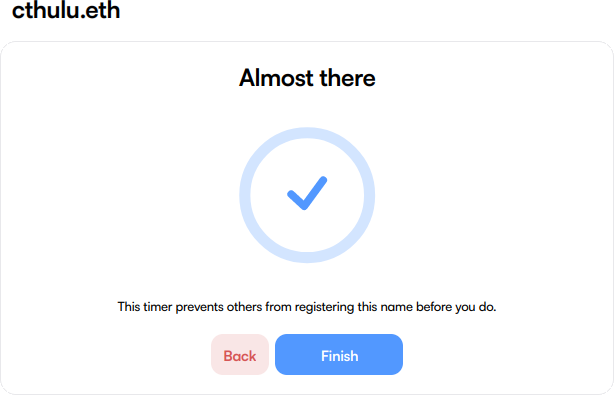 cthulu.eth
Almost there
This timer prevents others from registering this name before you do.
Back
Finish